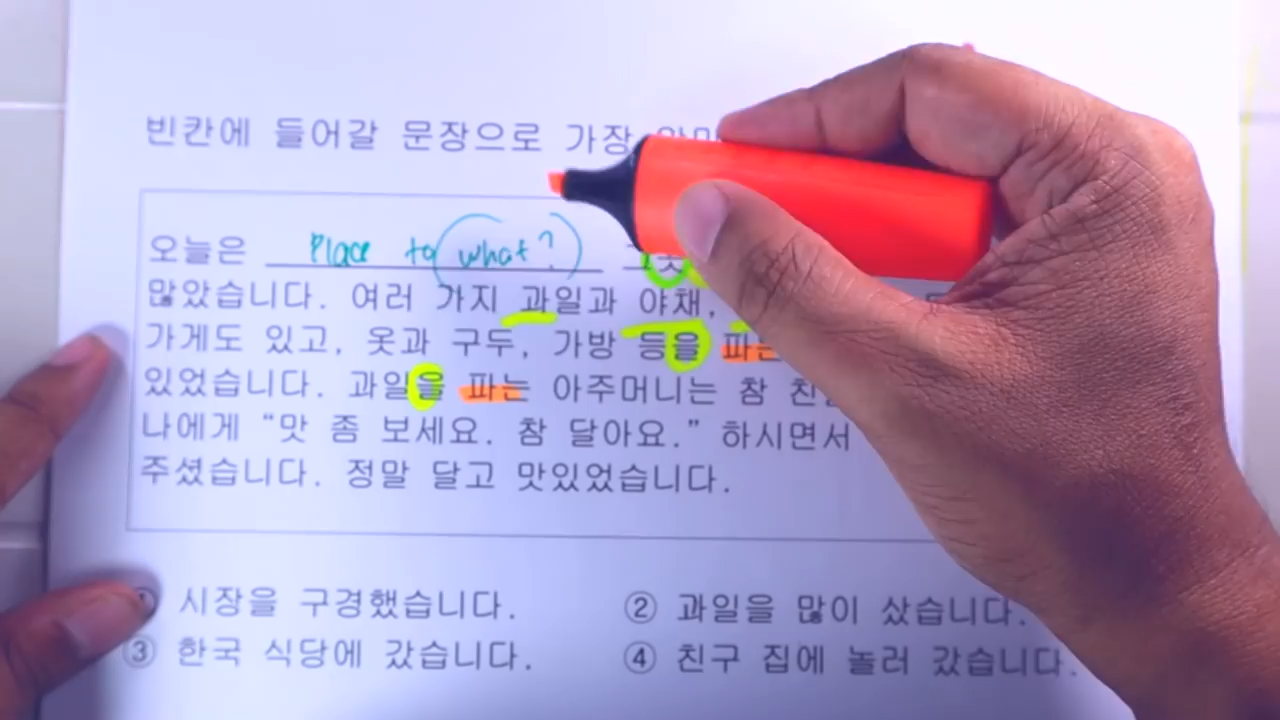 빈칸에 들어갈 문장으로 가장
오늘은 Place to what?
많았습니다. 여러 가지 과일과 야채,
가게도 있고, 옷과 구두, 가방 등을 파는
있었습니다. 과일을 파는 아주머니는 참
나에게 “맛 좀 보세요. 참 달아요.” 하시면서
주셨습니다. 정말 달고 맛있었습니다.
① 시장을 구경했습니다. ② 과일을 많이 샀습니다.
③ 한국 식당에 갔습니다. ④ 친구 집에 놀러 갔습니다.